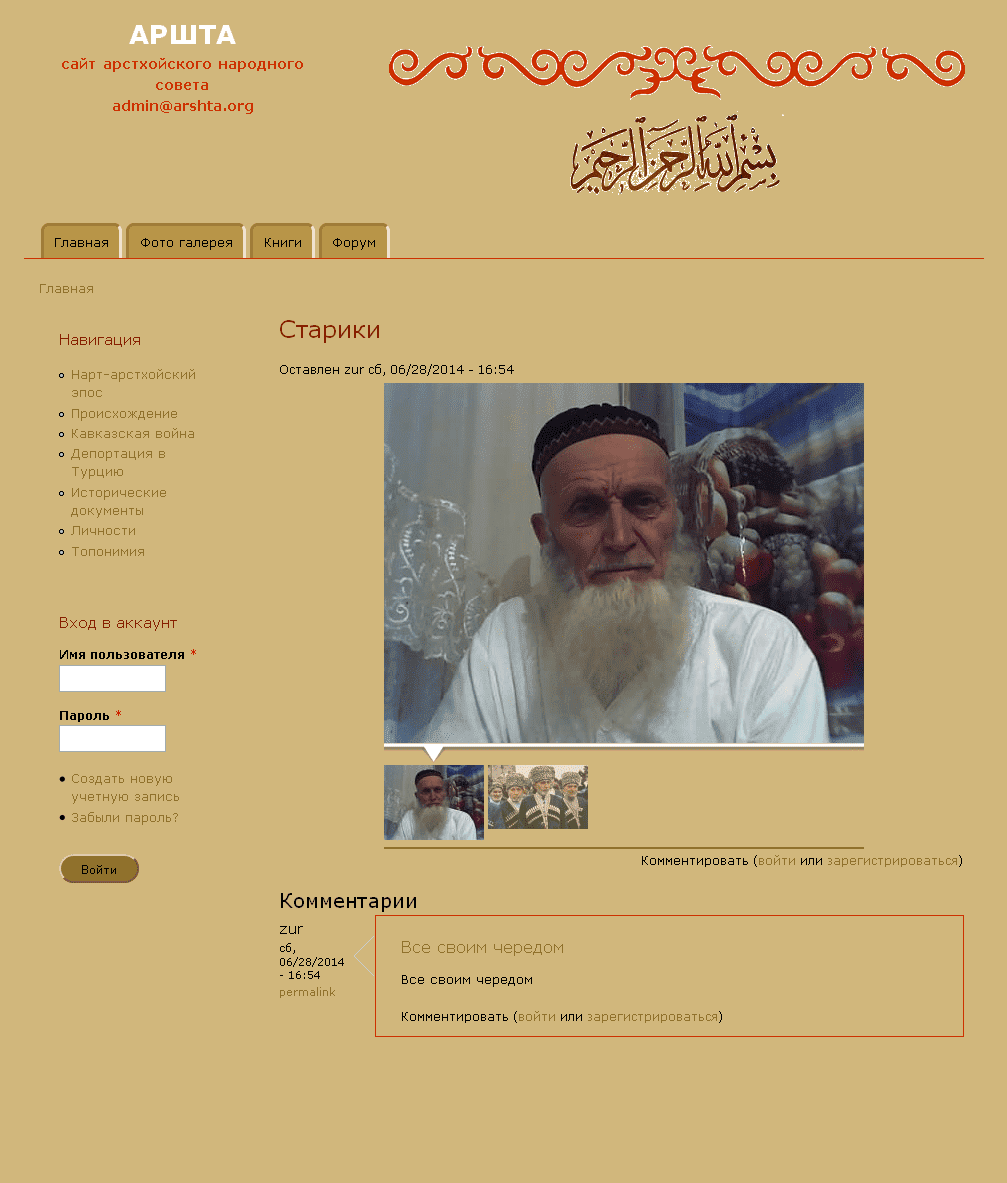 АРШТА
сайт арстхойского народного
совета
admin@arshta.org
بسم الله الرحمن الرحيم
Главная
Фото галерея
Книги
Форум
Главная
Навигация
Нарт-арстхойский
эпос
Происхождение
Кавказская война
Депортация в
Турцию
Исторические
документы
Личности
Топонимия
Вход в аккаунт
Имя пользователя *
Пароль *
Создать новую
учетную запись
Забыли пароль?
Войти
Старики
Оставлен zur сб, 06/28/2014 - 16:54
Комментировать (войти или зарегистрироваться)
Комментарии
zur
сб,
06/28/2014
- 16:54
permalink
Все своим чередом
Все своим чередом
Комментировать (войти или зарегистрироваться)